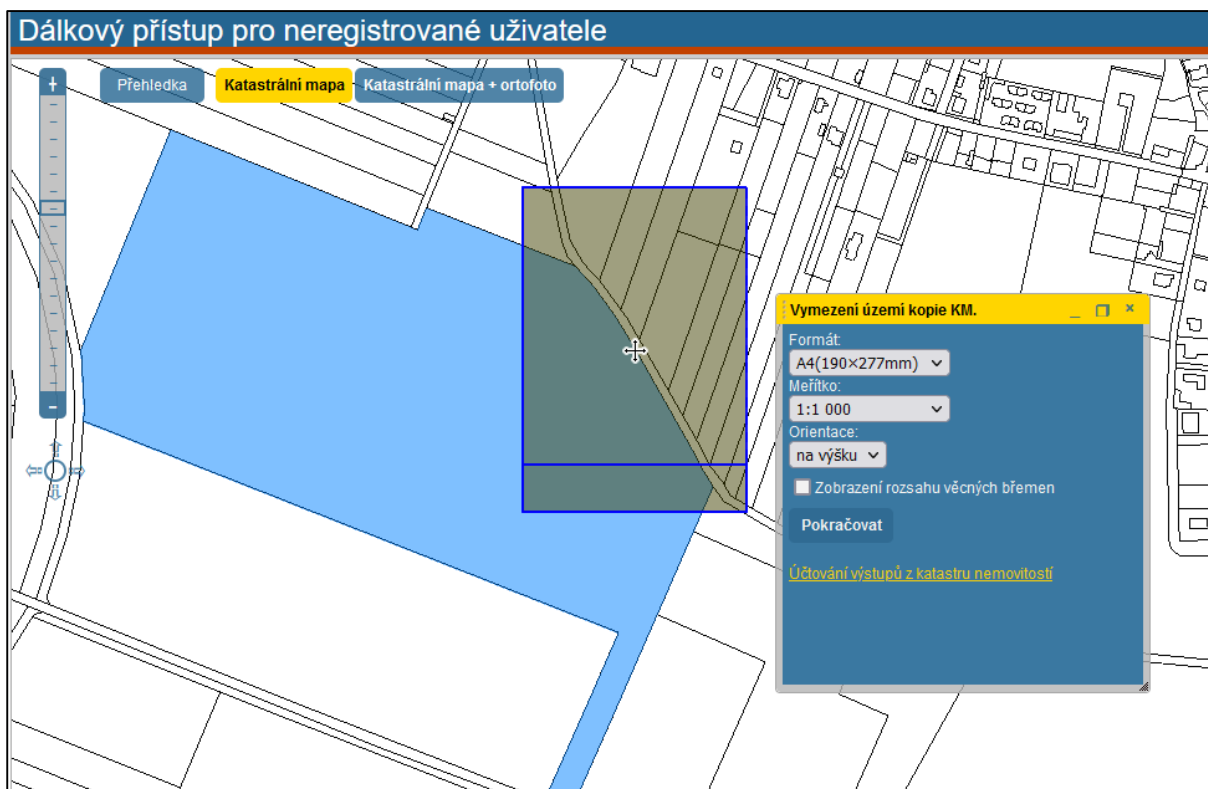 Dálkový přístup pro neregistrované uživatele
Přehledka
Katastrální mapa
Katastrální mapa + ortofoto
Vymezení území kopie KM.
Formát:
A4(190×277mm)
Meřítko:
1:1 000
Orientace:
na výšku
Zobrazení rozsahu věcných břemen
Pokračovat
Účtování výstupů z katastru nemovitostí